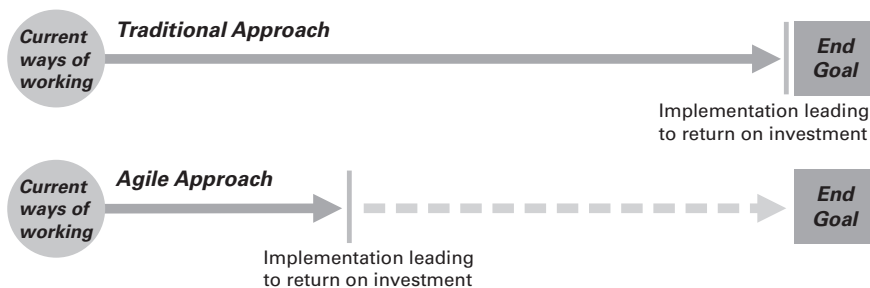 Current
ways of
working
Traditional Approach
End
Goal
Implementation leading
to return on investment
Current
ways of
working
Agile Approach
End
Goal
Implementation leading
to return on investment